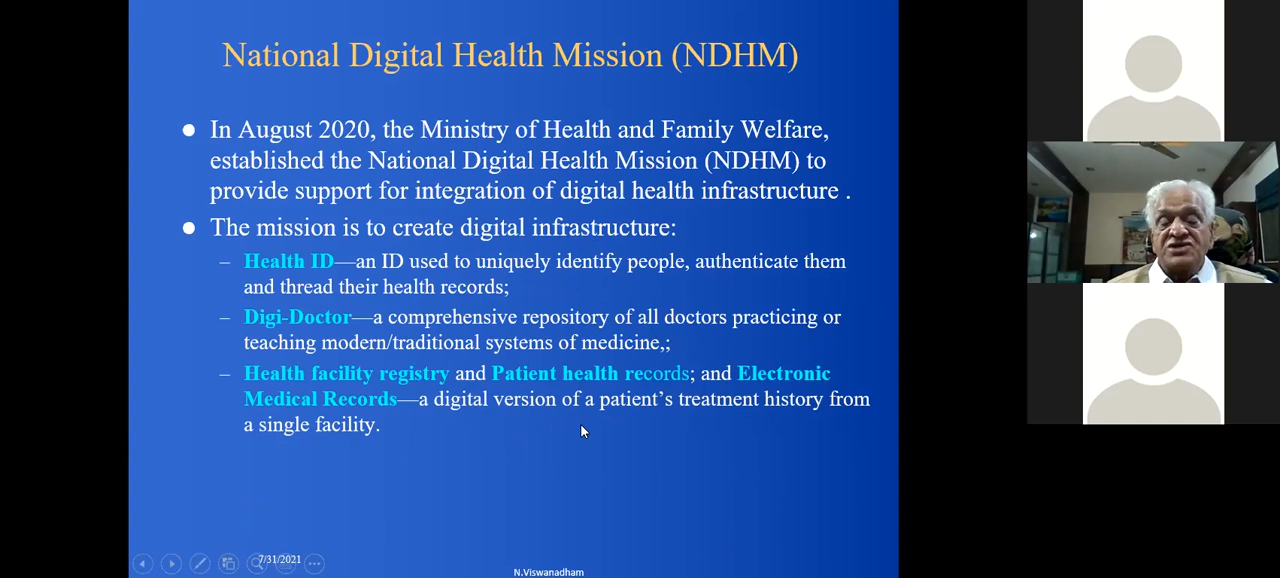 National Digital Health Mission (NDHM)
● In August 2020, the Ministry of Health and Family Welfare,
established the National Digital Health Mission (NDHM) to
provide support for integration of digital health infrastructure .
● The mission is to create digital infrastructure:
– Health ID—an ID used to uniquely identify people, authenticate them
and thread their health records;
– Digi-Doctor—a comprehensive repository of all doctors practicing or
teaching modern/traditional systems of medicine,;
– Health facility registry and Patient health records; and Electronic
Medical Records—a digital version of a patient’s treatment history from
a single facility.
7/31/2021
N.Viswanadham